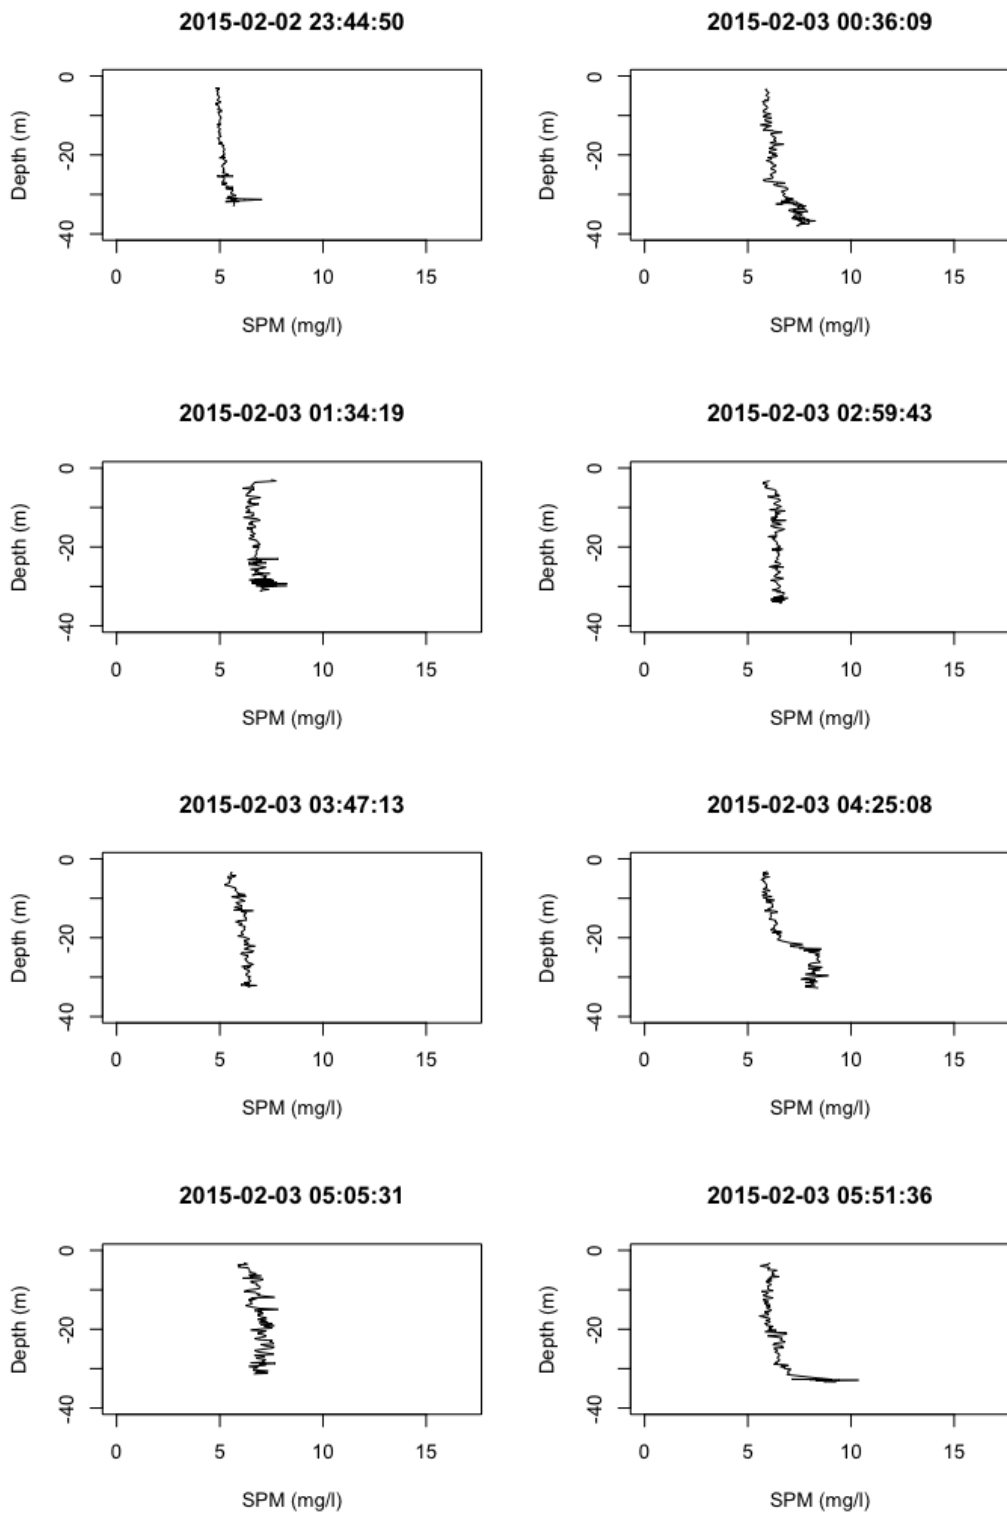 2015-02-02 23:44:50
2015-02-03 00:36:09
Depth (m)
0
-20
-40
0 5 10 15
SPM (mg/l)
Depth (m)
0
-20
-40
0 5 10 15
SPM (mg/l)
2015-02-03 01:34:19
2015-02-03 02:59:43
Depth (m)
0
-20
-40
0 5 10 15
SPM (mg/l)
Depth (m)
0
-20
-40
0 5 10 15
SPM (mg/l)
2015-02-03 03:47:13
2015-02-03 04:25:08
Depth (m)
0
-20
-40
0 5 10 15
SPM (mg/l)
Depth (m)
0
-20
-40
0 5 10 15
SPM (mg/l)
2015-02-03 05:05:31
2015-02-03 05:51:36
Depth (m)
0
-20
-40
0 5 10 15
SPM (mg/l)
Depth (m)
0
-20
-40
0 5 10 15
SPM (mg/l)